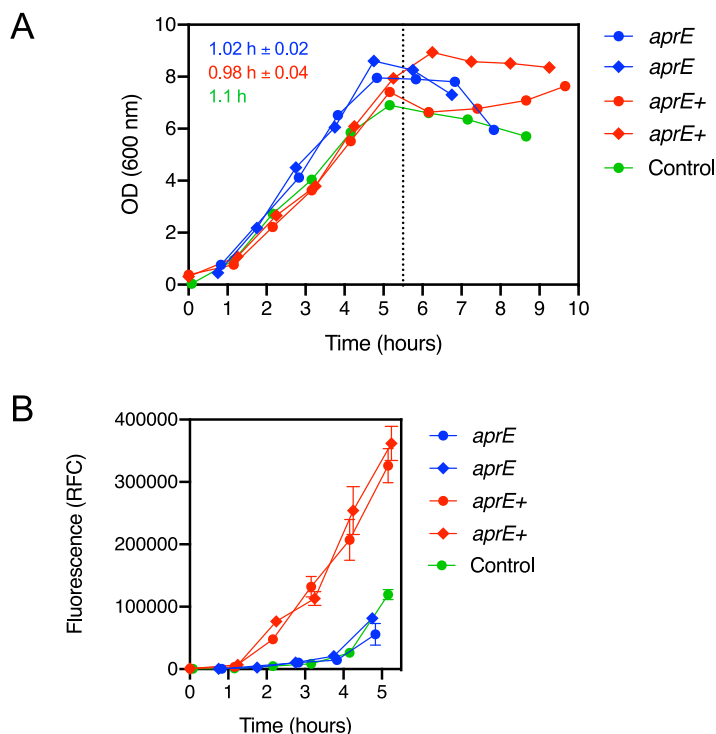 A
OD (600 nm)
10
8
6
4
2
0
1.02 h ± 0.02
0.98 h ± 0.04
1.1 h
0 1 2 3 4 5 6 7 8 9 10
Time (hours)
aprE
aprE
aprE+
aprE+
Control
B
Fluorescence (RFC)
400000
300000
200000
100000
0
0 1 2 3 4 5
Time (hours)
aprE
aprE
aprE+
aprE+
Control